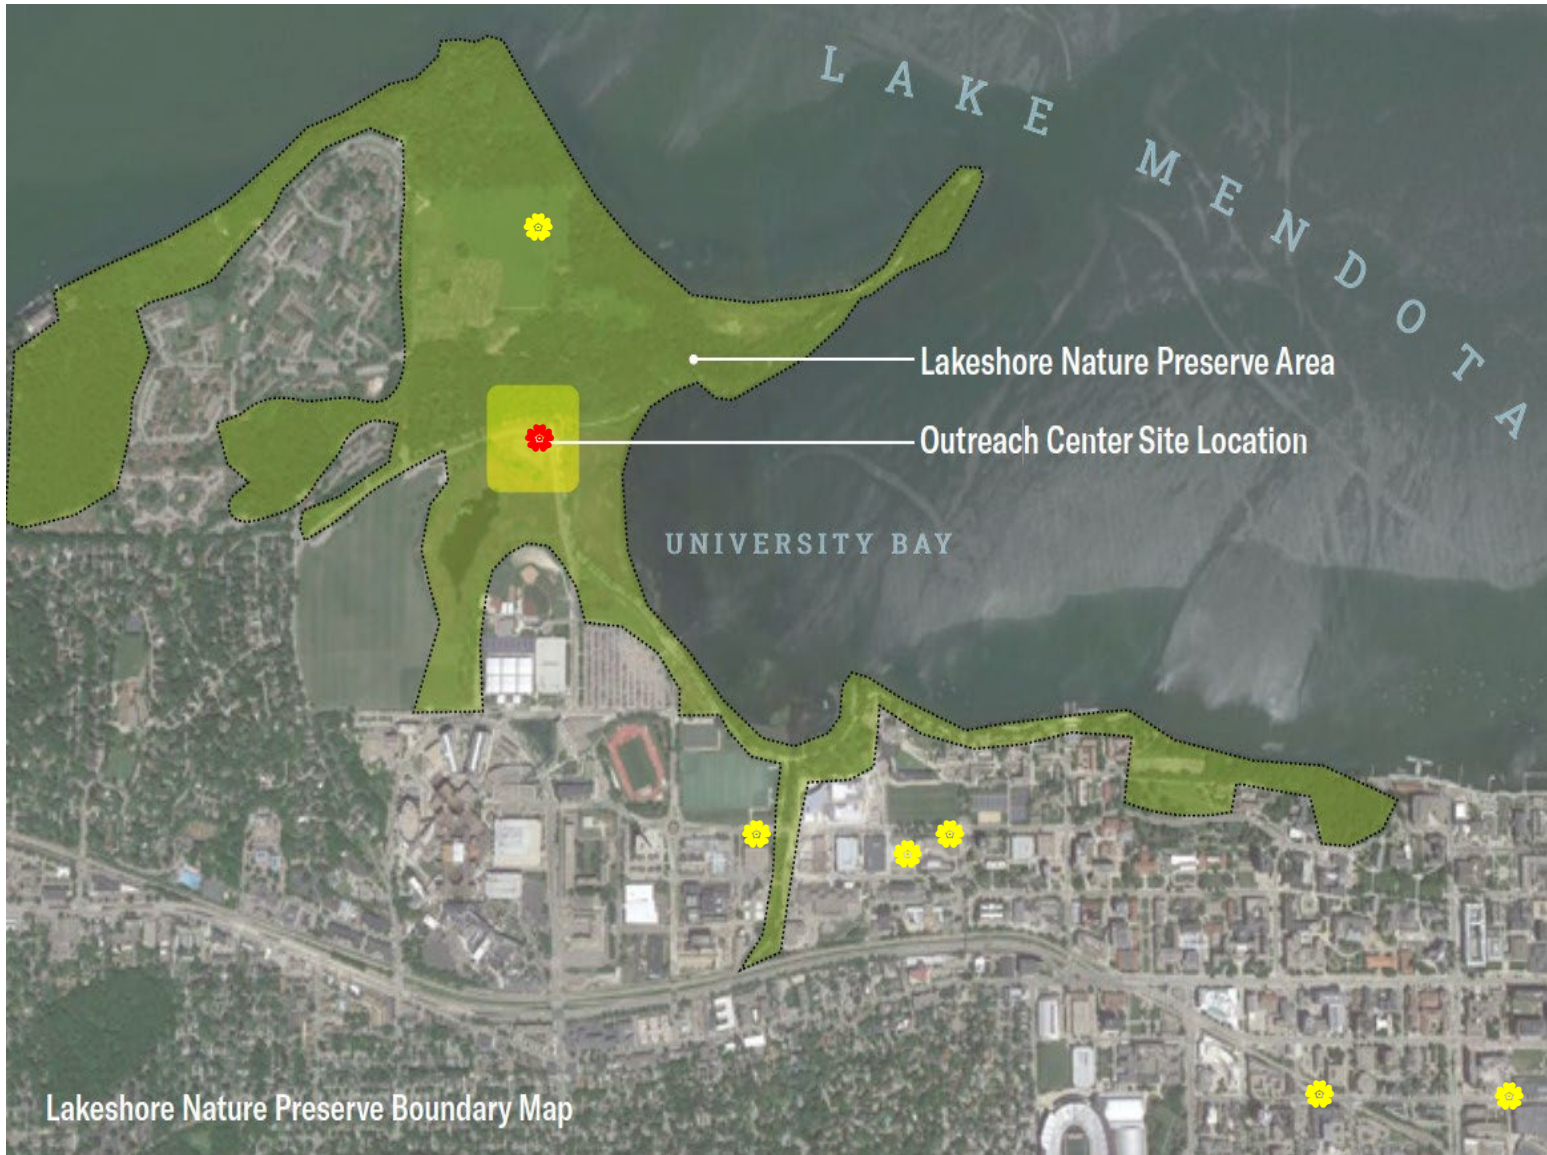 LAKE MENDOTA
Lakeshore Nature Preserve Area
Outreach Center Site Location
UNIVERSITY BAY
Lakeshore Nature Preserve Boundary Map